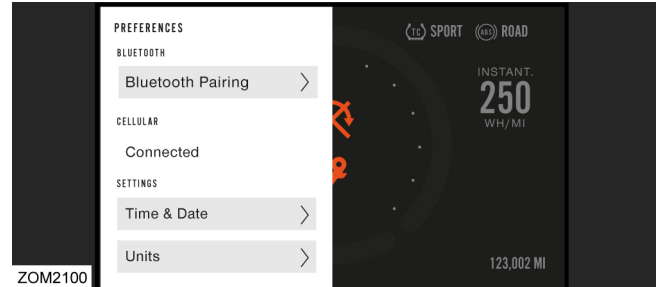 PREFERENCES
BLUETOOTH
Bluetooth Pairing
CELLULAR
Connected
SETTINGS
Time & Date
Units
TC SPORT ABS ROAD
INSTANT.
250
WH/MI
123,002 MI
ZOM2100